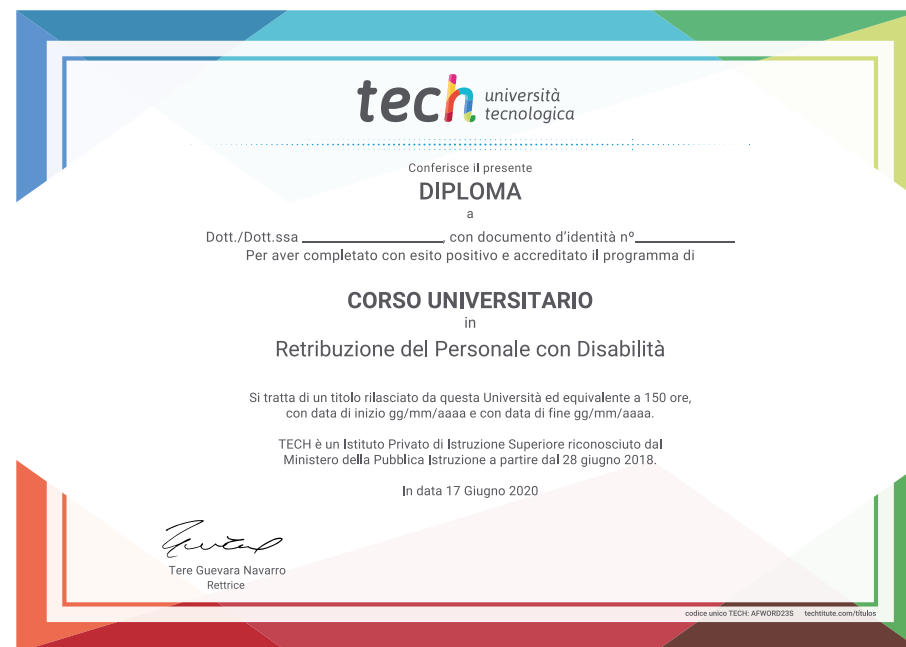 tech università
tecnologica
Conferisce il presente
DIPLOMA
a
Dott./Dott.ssa ____________, con documento d'identità nº____________
Per aver completato con esito positivo e accreditato il programma di
CORSO UNIVERSITARIO
in
Retribuzione del Personale con Disabilità
Si tratta di un titolo rilasciato da questa Università ed equivalente a 150 ore,
con data di inizio gg/mm/aaaa e con data di fine gg/mm/aaaa.
TECH è un Istituto Privato di Istruzione Superiore riconosciuto dal
Ministero della Pubblica Istruzione a partire dal 28 giugno 2018.
In data 17 Giugno 2020
Tere Guevara Navarro
Rettrice
codice unico TECH: AFWORD23S techtitute.com/titulos